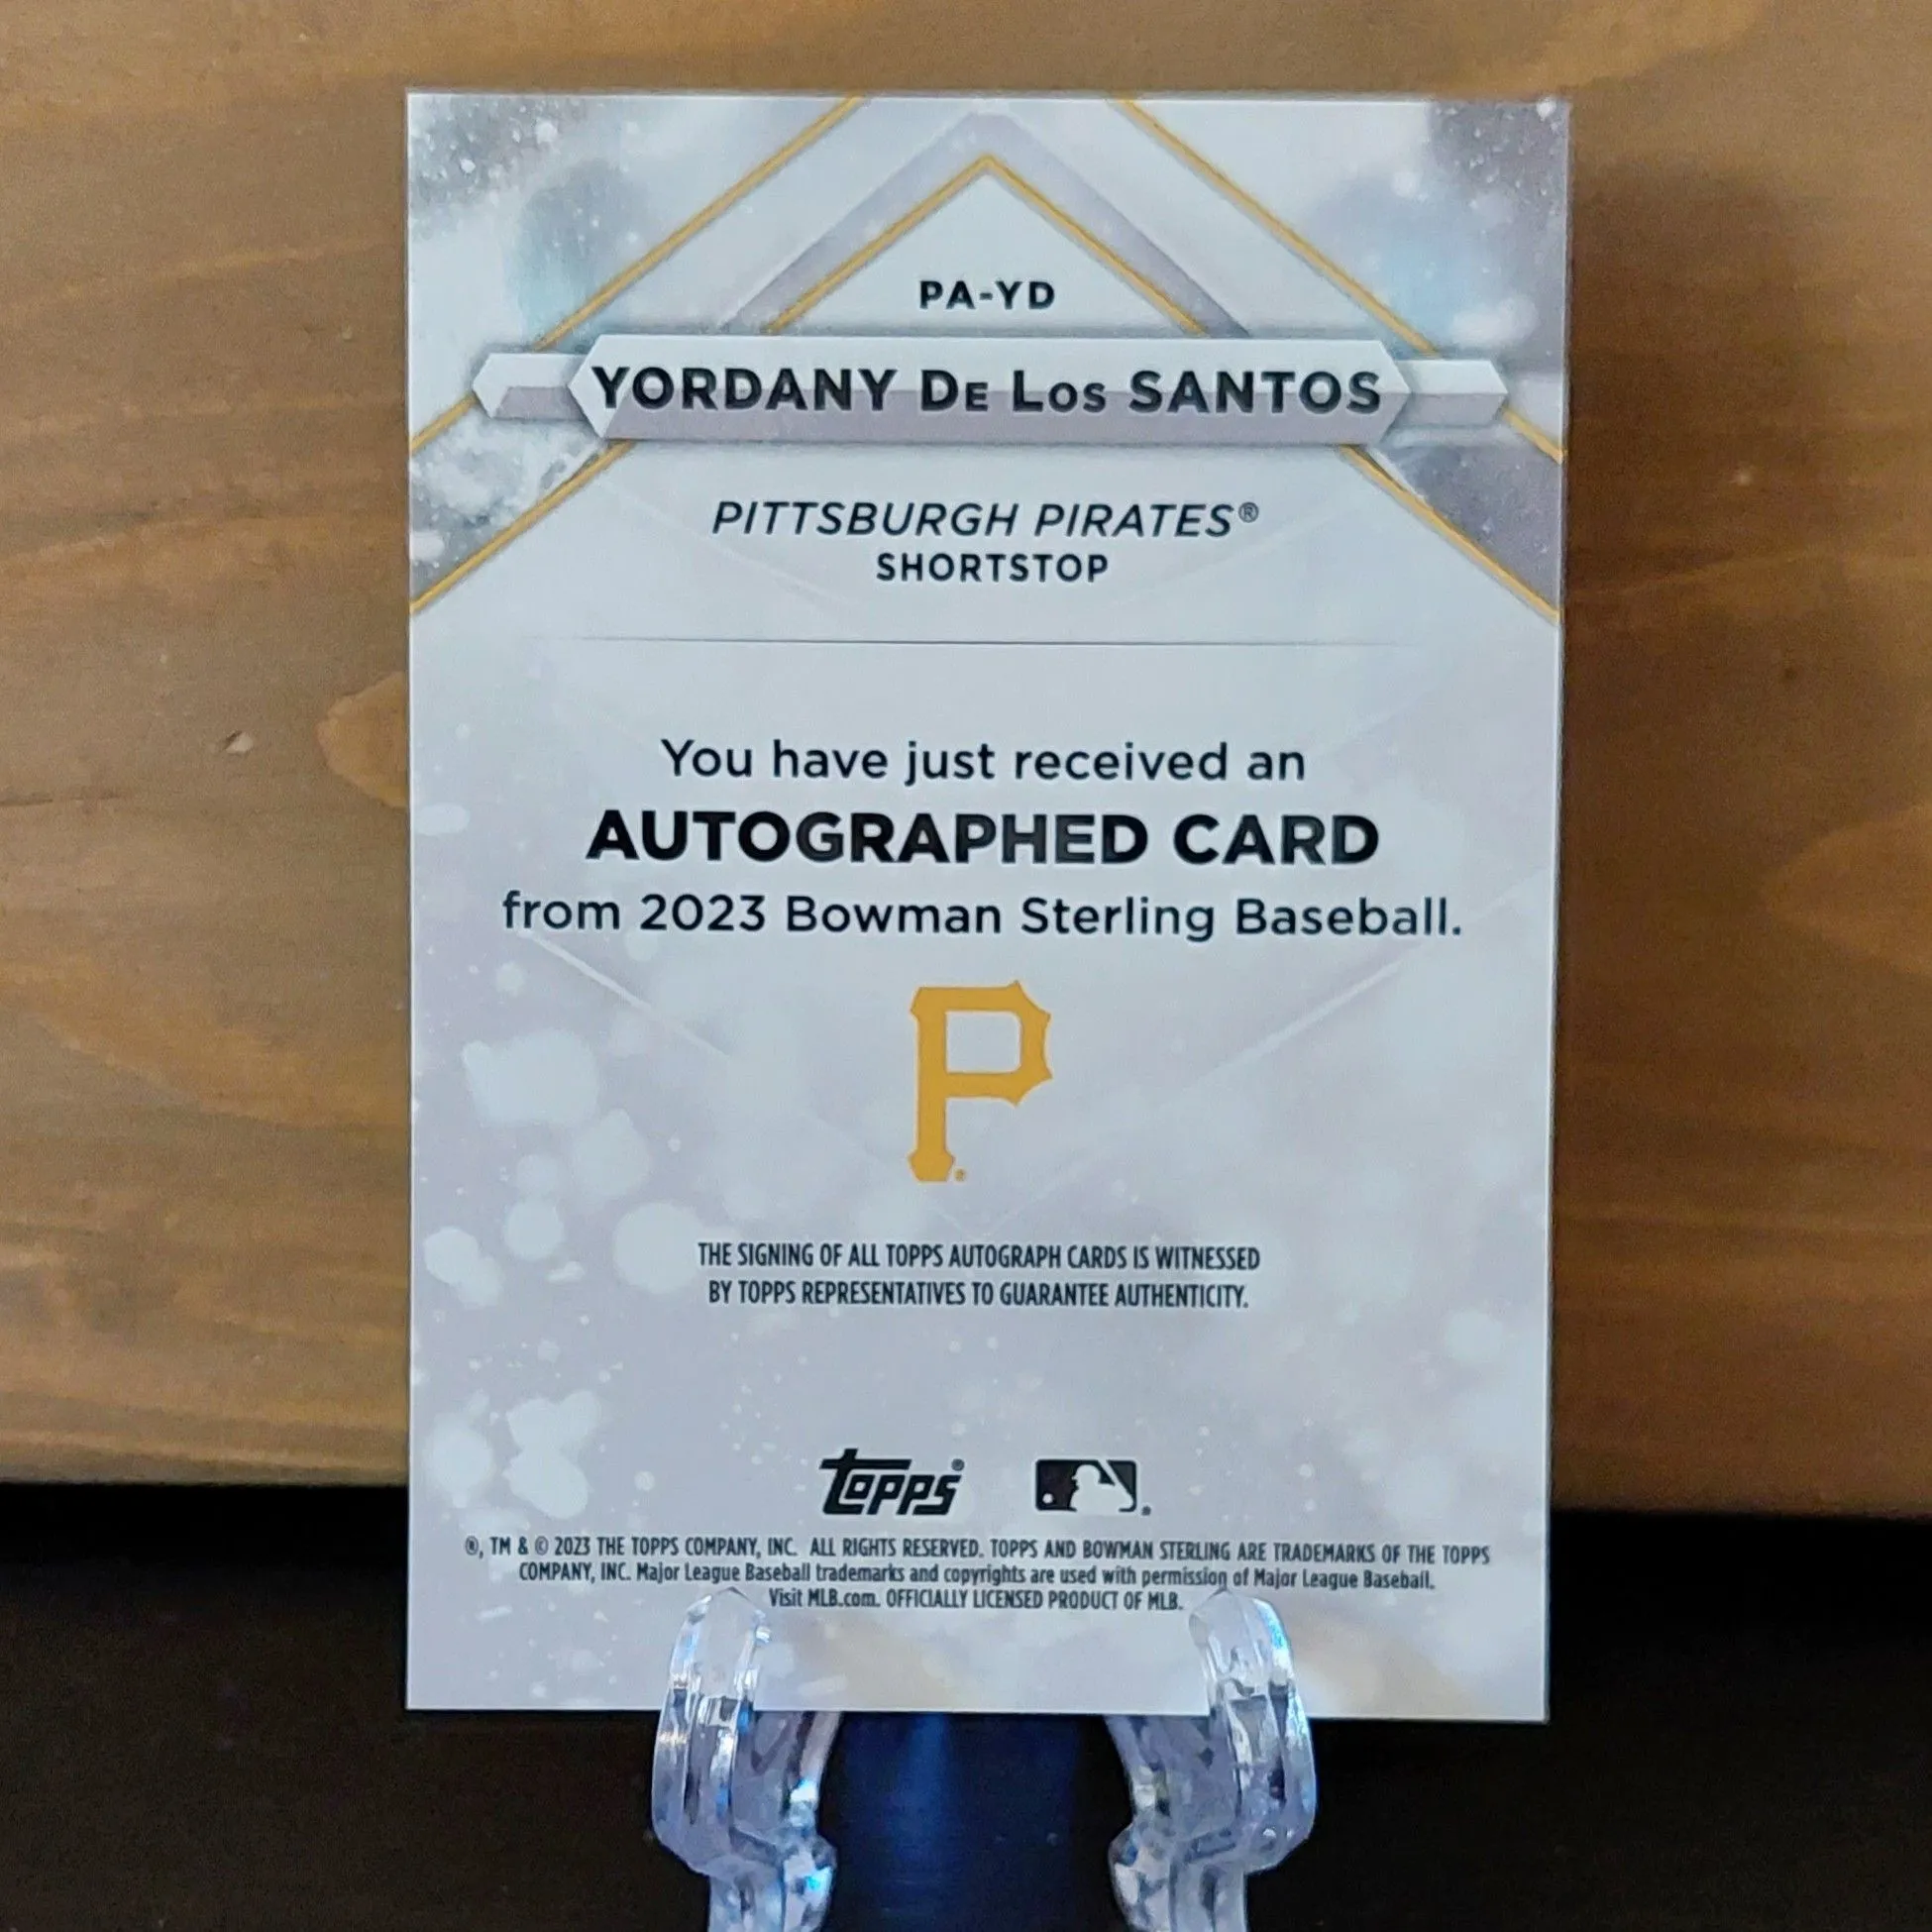 PA-YD
YORDANY DE LOS SANTOS
PITTSBURGH PIRATES®
SHORTSTOP
You have just received an
AUTOGRAPHED CARD
from 2023 Bowman Sterling Baseball.
P
THE SIGNING OF ALL TOPPS AUTOGRAPH CARDS IS WITNESSED
BY TOPPS REPRESENTATIVES TO GUARANTEE AUTHENTICITY.
topps®
®, TM & © 2023 THE TOPPS COMPANY, INC. ALL RIGHTS RESERVED. TOPPS AND BOWMAN STERLING ARE TRADEMARKS OF THE TOPPS
COMPANY, INC. Major League Baseball trademarks and copyrights are used with permission of Major League Baseball.
Visit MLB.com. OFFICIALLY LICENSED PRODUCT OF MLB.